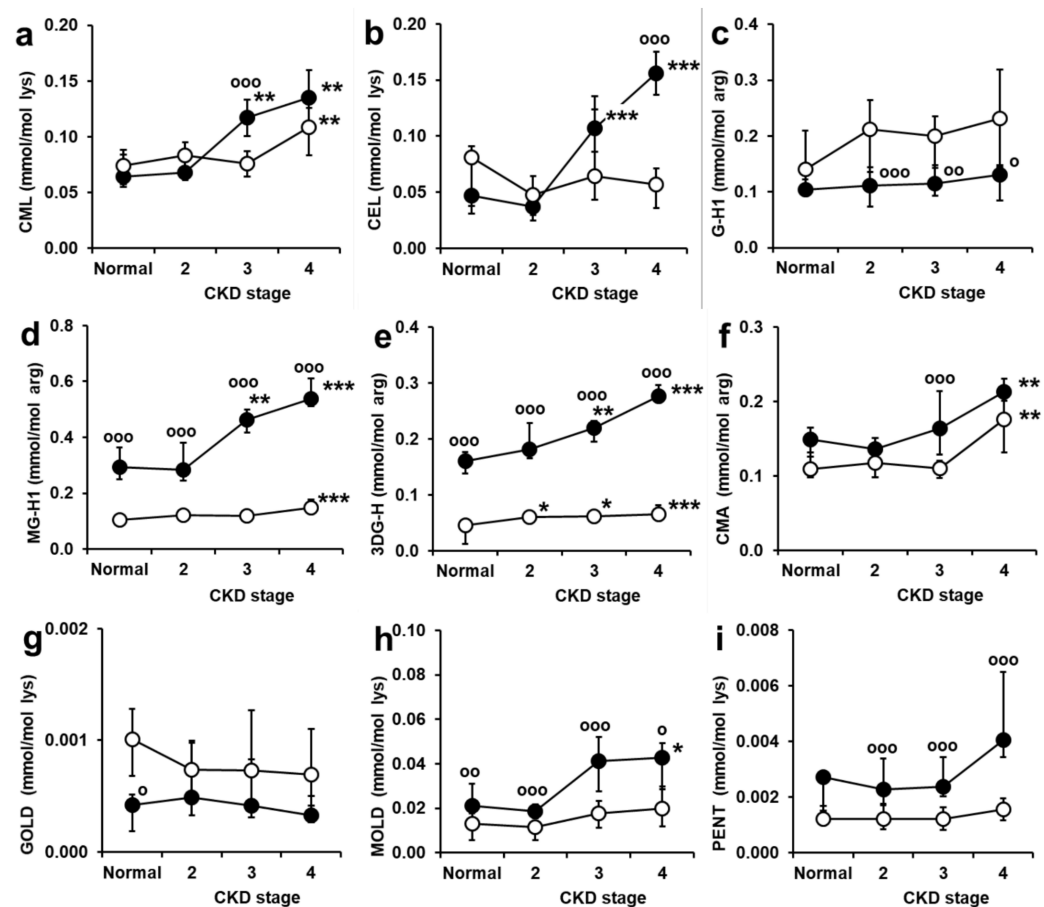 a
CML (mmol/mol lys)
0.20
0.15
0.10
0.05
0.00
ooo
**
**
**
Normal 2 3 4
CKD stage
b
CEL (mmol/mol lys)
0.20
0.15
0.10
0.05
0.00
ooo
***
***
Normal 2 3 4
CKD stage
c
G-H1 (mmol/mol arg)
0.4
0.3
0.2
0.1
0.0
ooo
oo
o
Normal 2 3 4
CKD stage
d
MG-H1 (mmol/mol arg)
0.8
0.6
0.4
0.2
0.0
ooo
ooo
ooo
**
ooo
***
***
Normal 2 3 4
CKD stage
e
3DG-H (mmol/mol arg)
0.4
0.3
0.2
0.1
0.0
ooo
ooo
ooo
**
ooo
***
*
*
***
Normal 2 3 4
CKD stage
f
CMA (mmol/mol arg)
0.3
0.2
0.1
0.0
ooo
**
**
Normal 2 3 4
CKD stage
g
GOLD (mmol/mol lys)
0.002
0.001
0.000
o
Normal 2 3 4
CKD stage
h
MOLD (mmol/mol lys)
0.10
0.08
0.06
0.04
0.02
0.00
oo
ooo
ooo
o
*
Normal 2 3 4
CKD stage
i
PENT (mmol/mol lys)
0.008
0.006
0.004
0.002
0.000
ooo
ooo
ooo
Normal 2 3 4
CKD stage